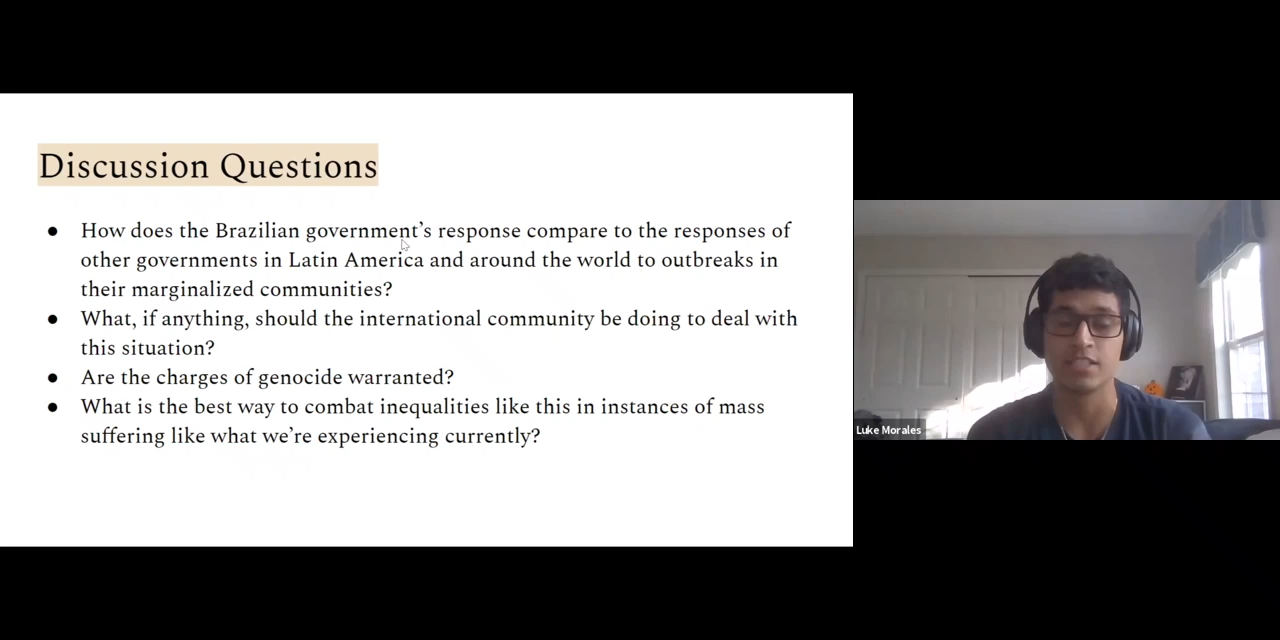 Discussion Questions
● How does the Brazilian government’s response compare to the responses of
other governments in Latin America and around the world to outbreaks in
their marginalized communities?
● What, if anything, should the international community be doing to deal with
this situation?
● Are the charges of genocide warranted?
● What is the best way to combat inequalities like this in instances of mass
suffering like what we’re experiencing currently?
Luke Morales